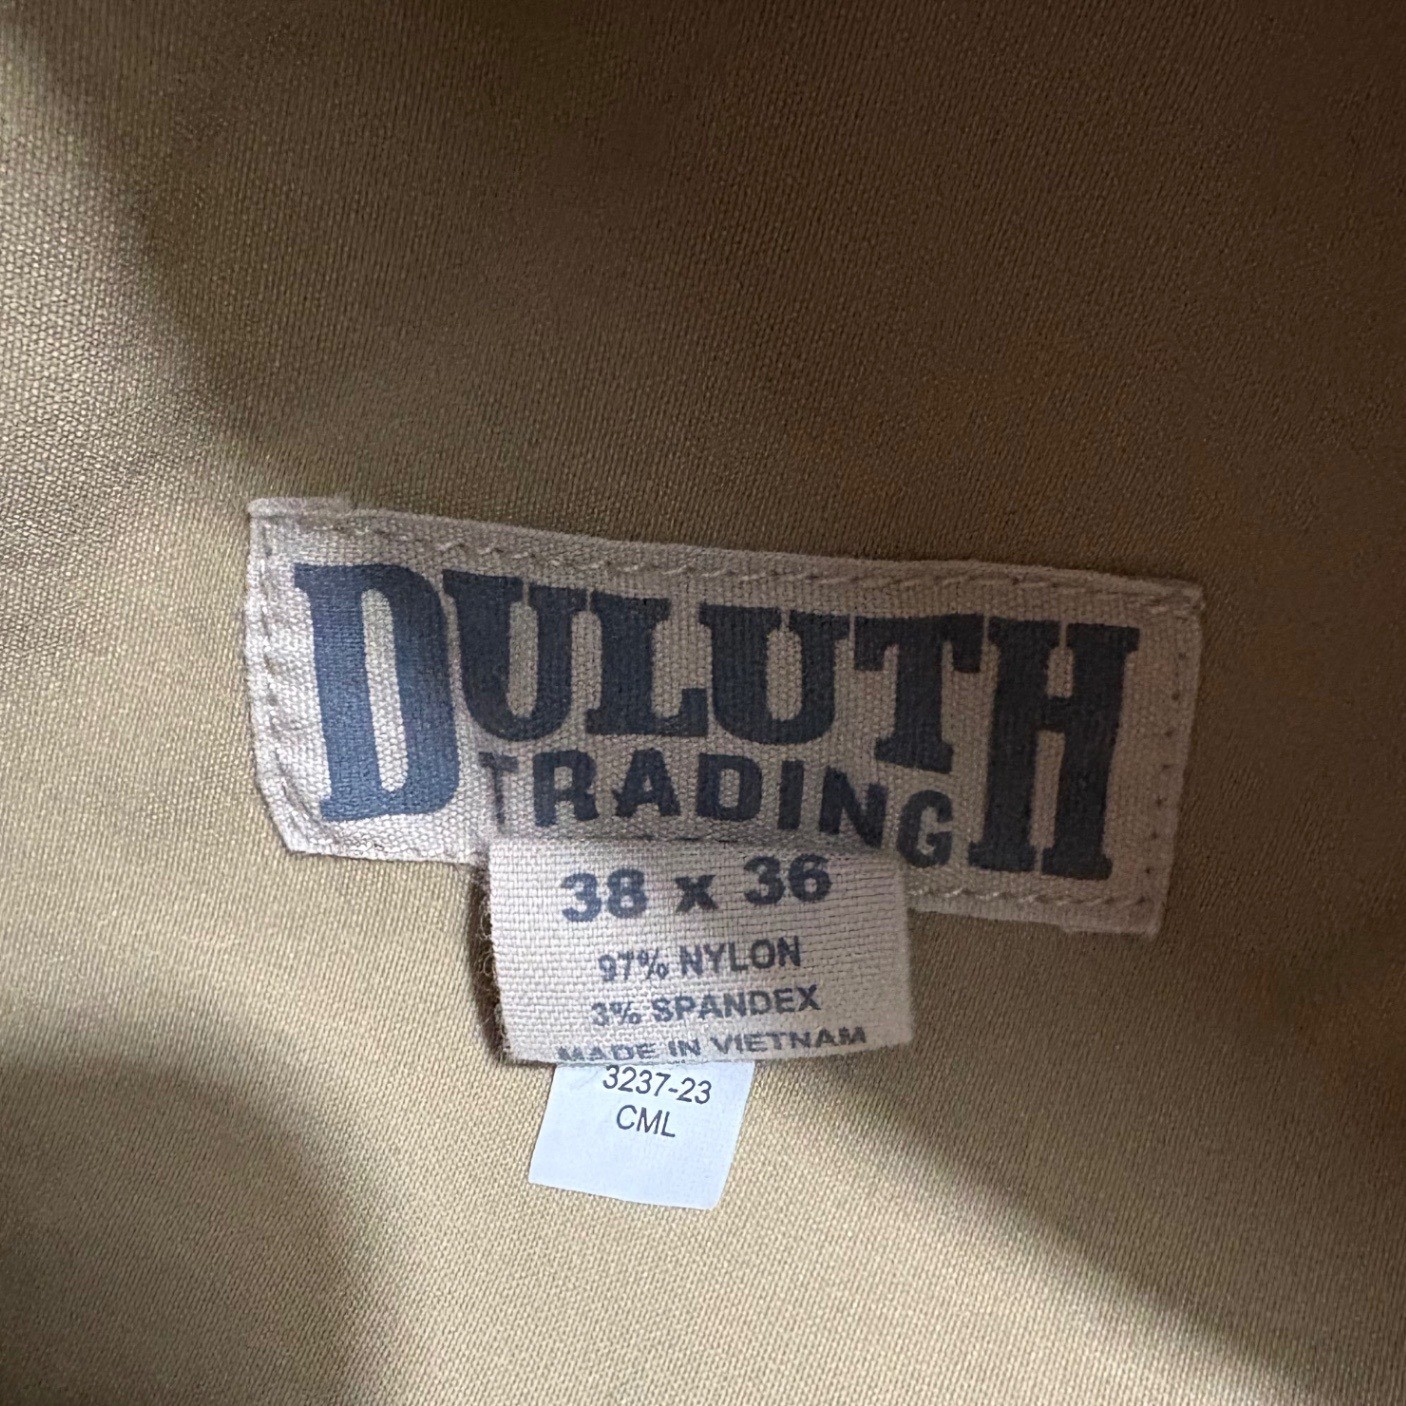 DULUTH
TRADING
38 x 36
97% NYLON
3% SPANDEX
MADE IN VIETNAM
3237-23
CML